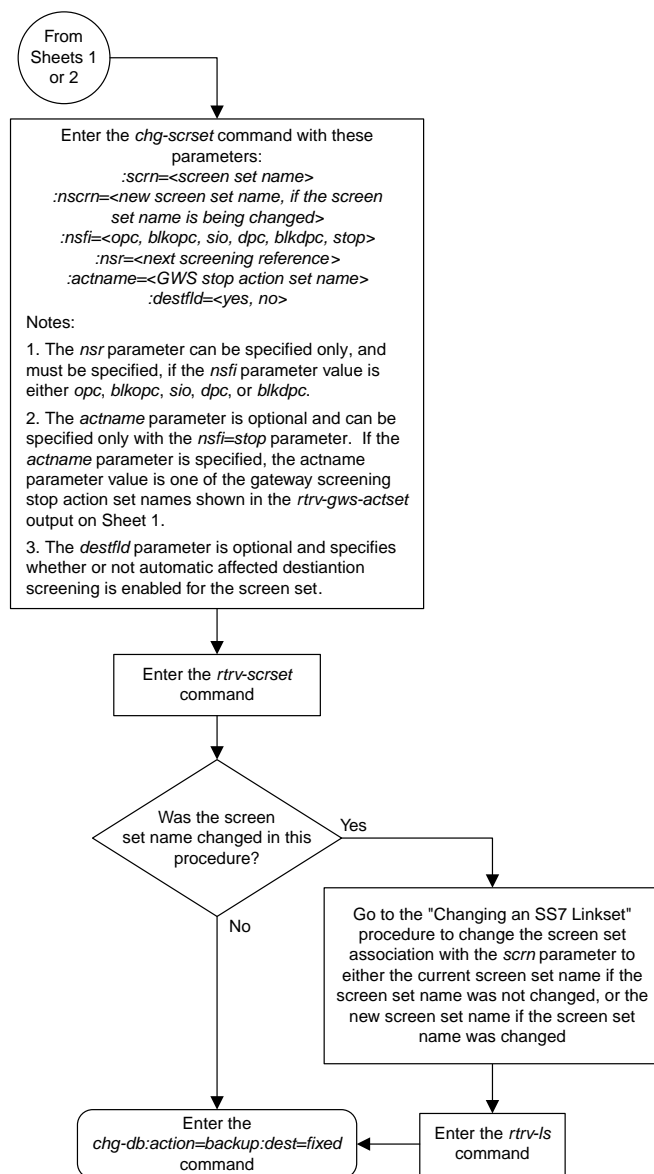 From
Sheets 1
or 2
Enter the chg-scrset command with these
parameters:
:scrn=<screen set name>
:nscrn=<new screen set name, if the screen
set name is being changed>
:nsfi=<opc, blkopc, sio, dpc, blkdpc, stop>
:nsr=<next screening reference>
:actname=<GWS stop action set name>
:destfld=<yes, no>
Notes:
1. The nsr parameter can be specified only, and
must be specified, if the nsfi parameter value is
either opc, blkopc, sio, dpc, or blkdpc.
2. The actname parameter is optional and can be
specified only with the nsfi=stop parameter. If the
actname parameter is specified, the actname
parameter value is one of the gateway screening
stop action set names shown in the rtrv-gws-actset
output on Sheet 1.
3. The destfld parameter is optional and specifies
whether or not automatic affected destiantion
screening is enabled for the screen set.
Enter the rtrv-scrset
command
Was the screen
set name changed in this
procedure?
Yes
No
Go to the "Changing an SS7 Linkset"
procedure to change the screen set
association with the scrn parameter to
either the current screen set name if the
screen set name was not changed, or the
new screen set name if the screen set
name was changed
Enter the
chg-db:action=backup:dest=fixed
command
Enter the rtrv-ls
command